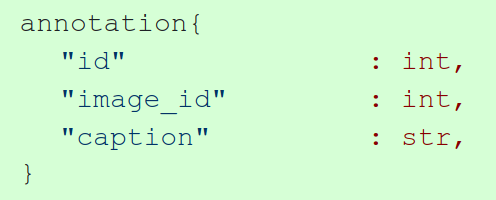 annotation{
"id" : int,
"image_id" : int,
"caption" : str,
}